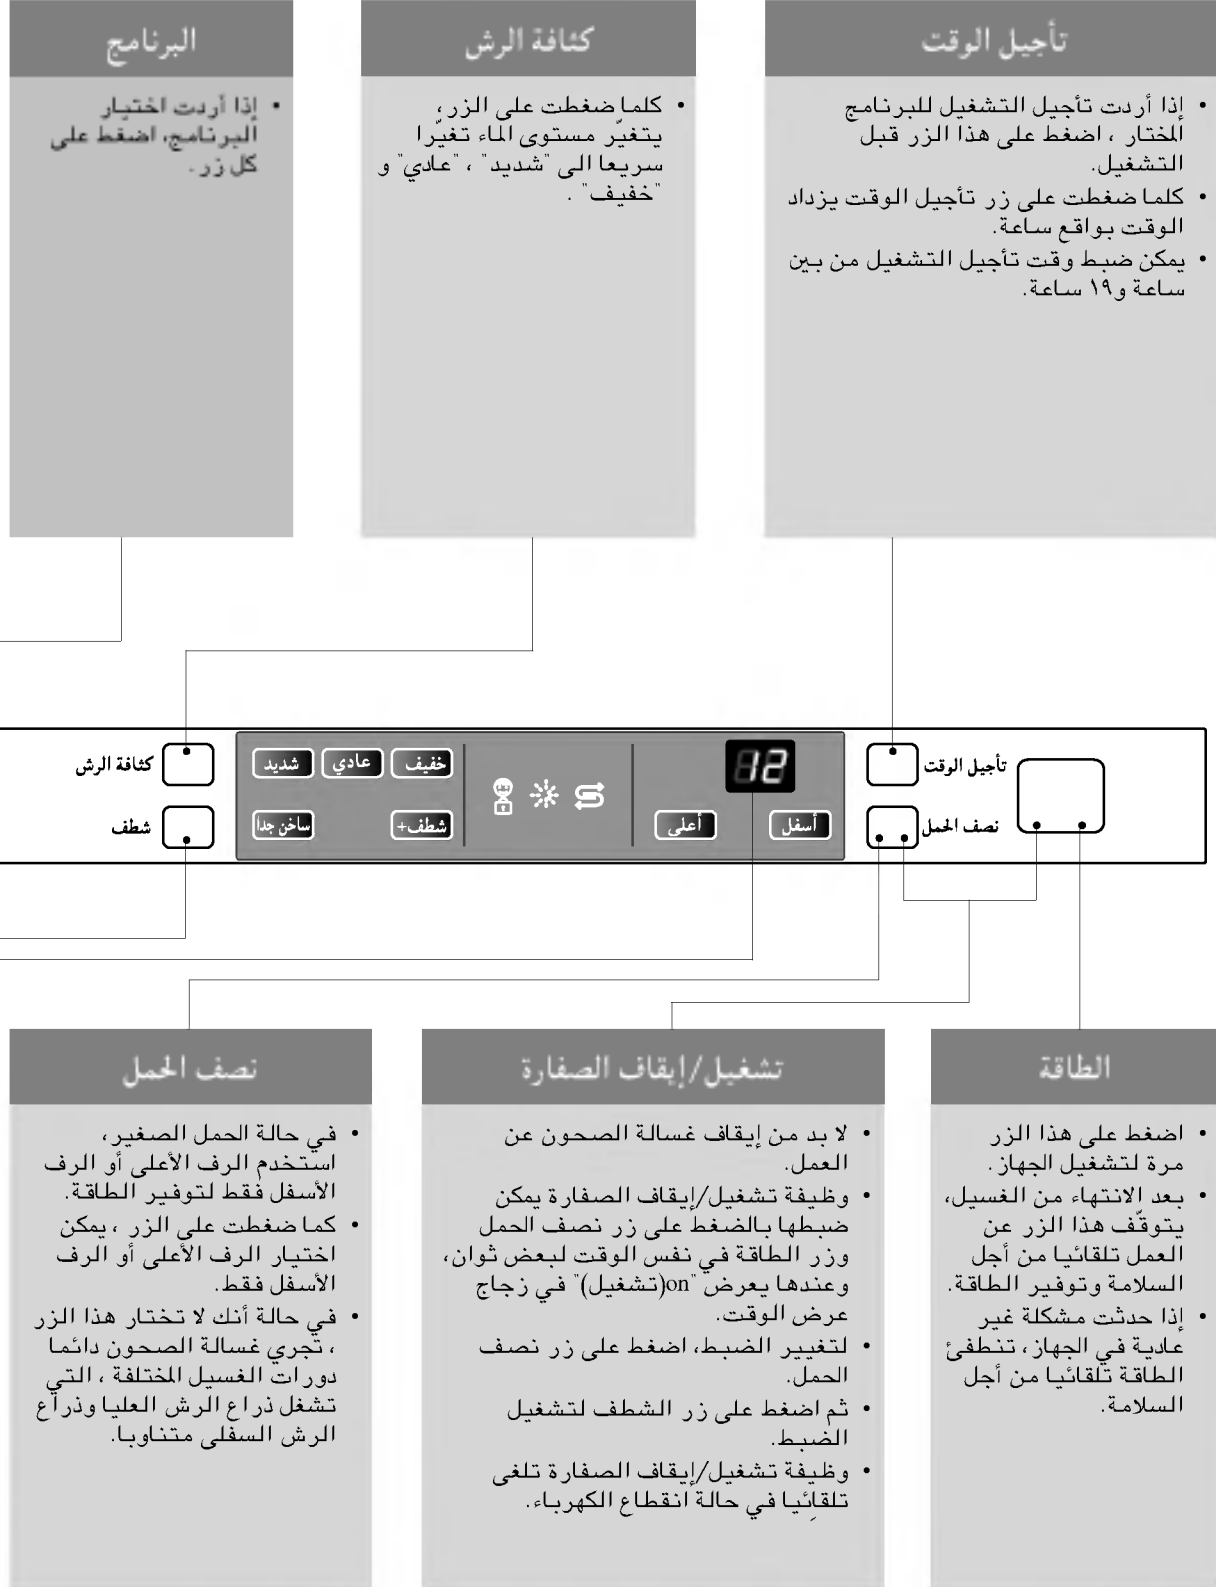 تأجيل الوقت
• إذا أردت تأجيل التشغيل للبرنامج
المختار ، اضغط على هذا الزر قبل
التشغيل.
• كلما ضغطت على زر تأجيل الوقت يزداد
الوقت بواقع ساعة.
• يمكن ضبط وقت تأجيل التشغيل من بين
ساعة و١٩ ساعة.
كثافة الرش
• كلما ضغطت على الزر،
يتغيّر مستوى الماء تغيّرا
سريعا الى "شديد" ، "عادي" و
"خفيف" .
البرنامج
• إذا أردت اختيار
البرنامج، اضغط على
كل زر.
تأجيل الوقت
نصف الحمل
12
أسفل
أعلى
خفيف
عادي
شديد
شطف+
ساخن جدا
كثافة الرش
شطف
الطاقة
• اضغط على هذا الزر
مرة لتشغيل الجهاز.
• بعد الانتهاء من الغسيل،
يتوقّف هذا الزر عن
العمل تلقائيا من أجل
السلامة وتوفير الطاقة.
• إذا حدثت مشكلة غير
عادية في الجهاز، تنطفئ
الطاقة تلقائيا من أجل
السلامة.
تشغيل/إيقاف الصفارة
• لا بد من إيقاف غسالة الصحون عن
العمل.
• وظيفة تشغيل/إيقاف الصفارة يمكن
ضبطها بالضغط على زر نصف الحمل
وزر الطاقة في نفس الوقت لبعض ثوان،
وعندها يعرض "on(تشغيل)" في زجاج
عرض الوقت.
• لتغيير الضبط، اضغط على زر نصف
الحمل.
• ثم اضغط على زر الشطف لتشغيل
الضبط.
• وظيفة تشغيل/إيقاف الصفارة تلغى
تلقائيا في حالة انقطاع الكهرباء.
نصف الحمل
• في حالة الحمل الصغير،
استخدم الرف الأعلى أو الرف
الأسفل فقط لتوفير الطاقة.
• كما ضغطت على الزر ، يمكن
اختيار الرف الأعلى أو الرف
الأسفل فقط.
• في حالة أنك لا تختار هذا الزر
، تجري غسالة الصحون دائما
دورات الغسيل المختلفة ، التي
تشغل ذراع الرش العليا وذراع
الرش السفلى متناوبا.